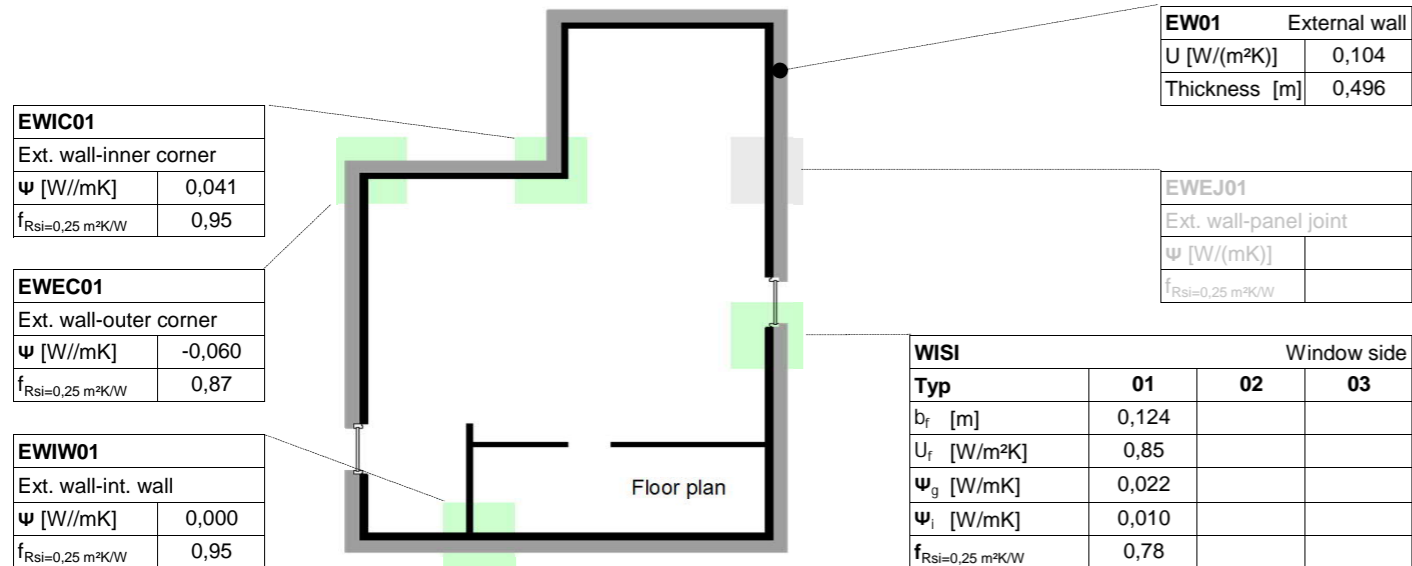 EW01 External wall
U [W/(m²K)] 0,104
Thickness [m] 0,496
EWIC01
Ext. wall-inner corner
Ψ [W//mK] 0,041
fRsi=0,25 m²K/W 0,95
EWEJ01
Ext. wall-panel joint
Ψ [W/(mK)]
fRsi=0,25 m²K/W
EWEC01
Ext. wall-outer corner
Ψ [W//mK] -0,060
fRsi=0,25 m²K/W 0,87
WISI Window side
Typ 01 02 03
bf [m] 0,124
Uf [W/m²K] 0,85
Ψg [W/mK] 0,022
Ψi [W/mK] 0,010
fRsi=0,25 m²K/W 0,78
EWIW01
Ext. wall-int. wall
Ψ [W//mK] 0,000
fRsi=0,25 m²K/W 0,95
Floor plan